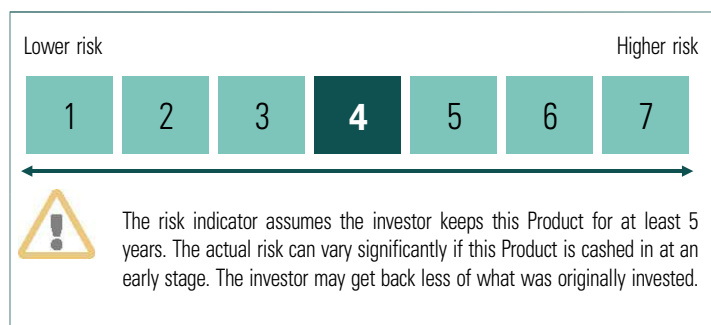 Lower risk Higher risk
1 2 3 4 5 6 7
The risk indicator assumes the investor keeps this Product for at least 5
years. The actual risk can vary significantly if this Product is cashed in at an
early stage. The investor may get back less of what was originally invested.